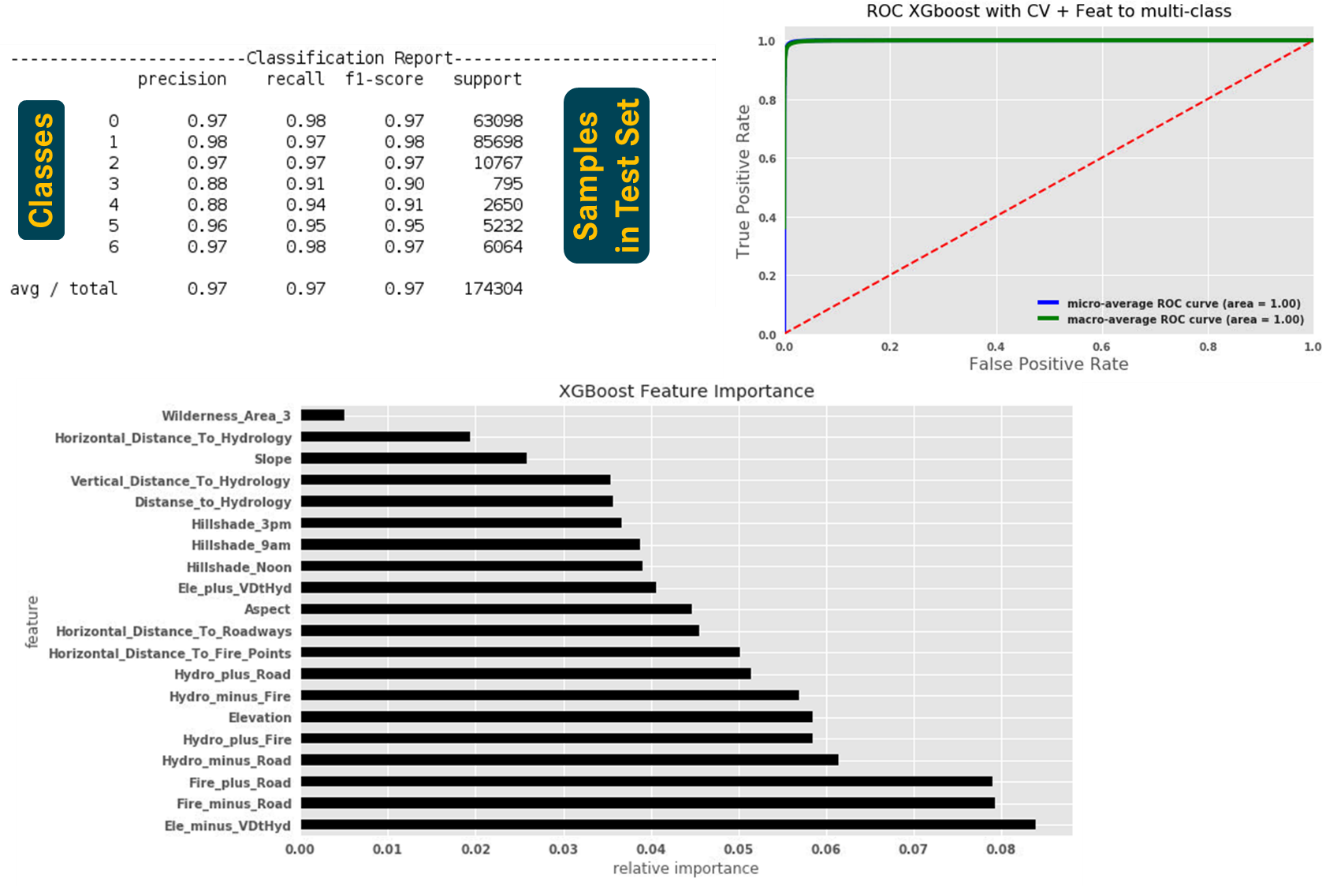 ------------------------Classification Report---------------------------
precision recall f1-score support
Classes
0 0.97 0.98 0.97 63098
1 0.98 0.97 0.98 85698
2 0.97 0.97 0.97 10767
3 0.88 0.91 0.90 795
4 0.88 0.94 0.91 2650
5 0.96 0.95 0.95 5232
6 0.97 0.98 0.97 6064
avg / total 0.97 0.97 0.97 174304
Samples
in Test Set
ROC XGboost with CV + Feat to multi-class
True Positive Rate
1.0
0.8
0.6
0.4
0.2
0.0
micro-average ROC curve (area = 1.00)
macro-average ROC curve (area = 1.00)
0.0 0.2 0.4 0.6 0.8 1.0
False Positive Rate
XGBoost Feature Importance
feature
Wilderness_Area_3
Horizontal_Distance_To_Hydrology
Slope
Vertical_Distance_To_Hydrology
Distanse_to_Hydrology
Hillshade_3pm
Hillshade_9am
Hillshade_Noon
Ele_plus_VDtHyd
Aspect
Horizontal_Distance_To_Roadways
Horizontal_Distance_To_Fire_Points
Hydro_plus_Road
Hydro_minus_Fire
Elevation
Hydro_plus_Fire
Hydro_minus_Road
Fire_plus_Road
Fire_minus_Road
Ele_minus_VDtHyd
0.00 0.01 0.02 0.03 0.04 0.05 0.06 0.07 0.08
relative importance